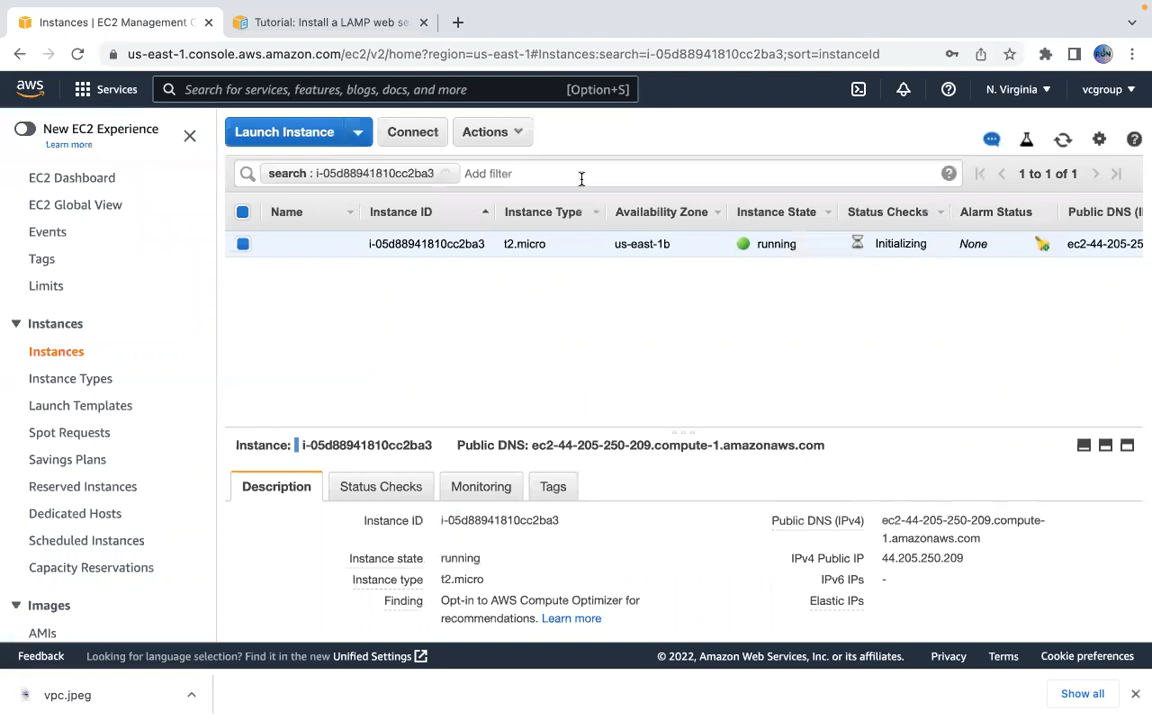 Instances | EC2 Management C
Tutorial: Install a LAMP web se
us-east-1.console.aws.amazon.com/ec2/v2/home?region=us-east-1#Instances:search=i-05d88941810cc2ba3;sort=instanceId
aws Services Search for services, features, blogs, docs, and more [Option+S] N. Virginia vcgroup
New EC2 Experience
Learn more
EC2 Dashboard
EC2 Global View
Events
Tags
Limits
Instances
Instances
Instance Types
Launch Templates
Spot Requests
Savings Plans
Reserved Instances
Dedicated Hosts
Scheduled Instances
Capacity Reservations
Images
AMIs
Launch Instance Connect Actions
search : i-05d88941810cc2ba3 Add filter 1 to 1 of 1
Name Instance ID Instance Type Availability Zone Instance State Status Checks Alarm Status Public DNS (I
i-05d88941810cc2ba3 t2.micro us-east-1b running Initializing None ec2-44-205-25
Instance: i-05d88941810cc2ba3 Public DNS: ec2-44-205-250-209.compute-1.amazonaws.com
Description Status Checks Monitoring Tags
Instance ID i-05d88941810cc2ba3
Instance state running
Instance type t2.micro
Finding Opt-in to AWS Compute Optimizer for
recommendations. Learn more
Public DNS (IPv4) ec2-44-205-250-209.compute-
1.amazonaws.com
IPv4 Public IP 44.205.250.209
IPv6 IPs -
Elastic IPs
Feedback Looking for language selection? Find it in the new Unified Settings © 2022, Amazon Web Services, Inc. or its affiliates. Privacy Terms Cookie preferences
vpc.jpeg Show all